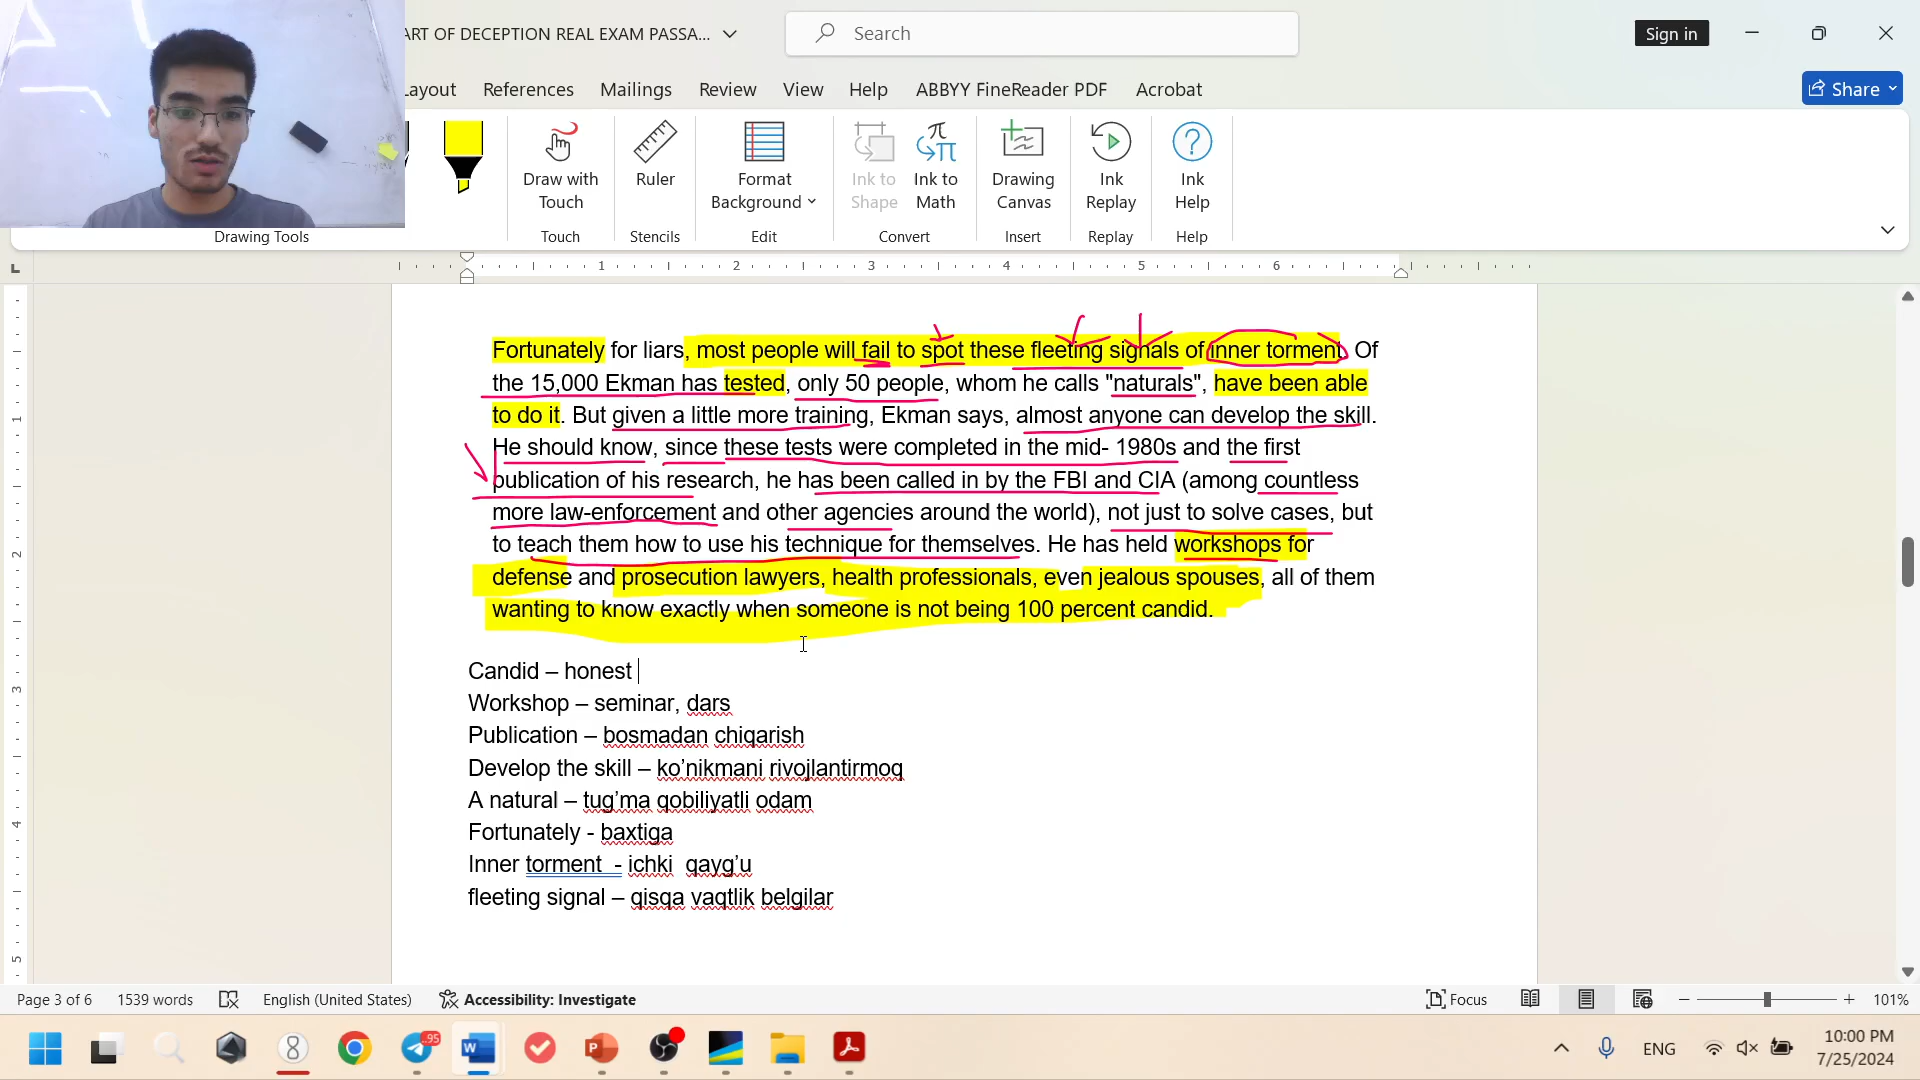 ART OF DECEPTION REAL EXAM PASSA...
Search
Sign in
Layout References Mailings Review View Help ABBYY FineReader PDF Acrobat
Share
Draw with Touch
Ruler
Format Background
Ink to Shape
Ink to Math
Drawing Canvas
Ink Replay
Ink Help
Drawing Tools
Touch
Stencils
Edit
Convert
Insert
Replay
Help
1 2 3 4 5 6
Fortunately for liars, most people will fail to spot these fleeting signals of inner torment. Of
the 15,000 Ekman has tested, only 50 people, whom he calls "naturals", have been able
to do it. But given a little more training, Ekman says, almost anyone can develop the skill.
He should know, since these tests were completed in the mid- 1980s and the first
publication of his research, he has been called in by the FBI and CIA (among countless
more law-enforcement and other agencies around the world), not just to solve cases, but
to teach them how to use his technique for themselves. He has held workshops for
defense and prosecution lawyers, health professionals, even jealous spouses, all of them
wanting to know exactly when someone is not being 100 percent candid.
Candid – honest
Workshop – seminar, dars
Publication – bosmadan chiqarish
Develop the skill – ko’nikmani rivojlantirmoq
A natural – tug’ma qobiliyatli odam
Fortunately - baxtiga
Inner torment - ichki qayg’u
fleeting signal – qisqa vaqtlik belgilar
1
2
3
4
5
Page 3 of 6 1539 words English (United States) Accessibility: Investigate Focus 101%
.95
ENG
10:00 PM
7/25/2024